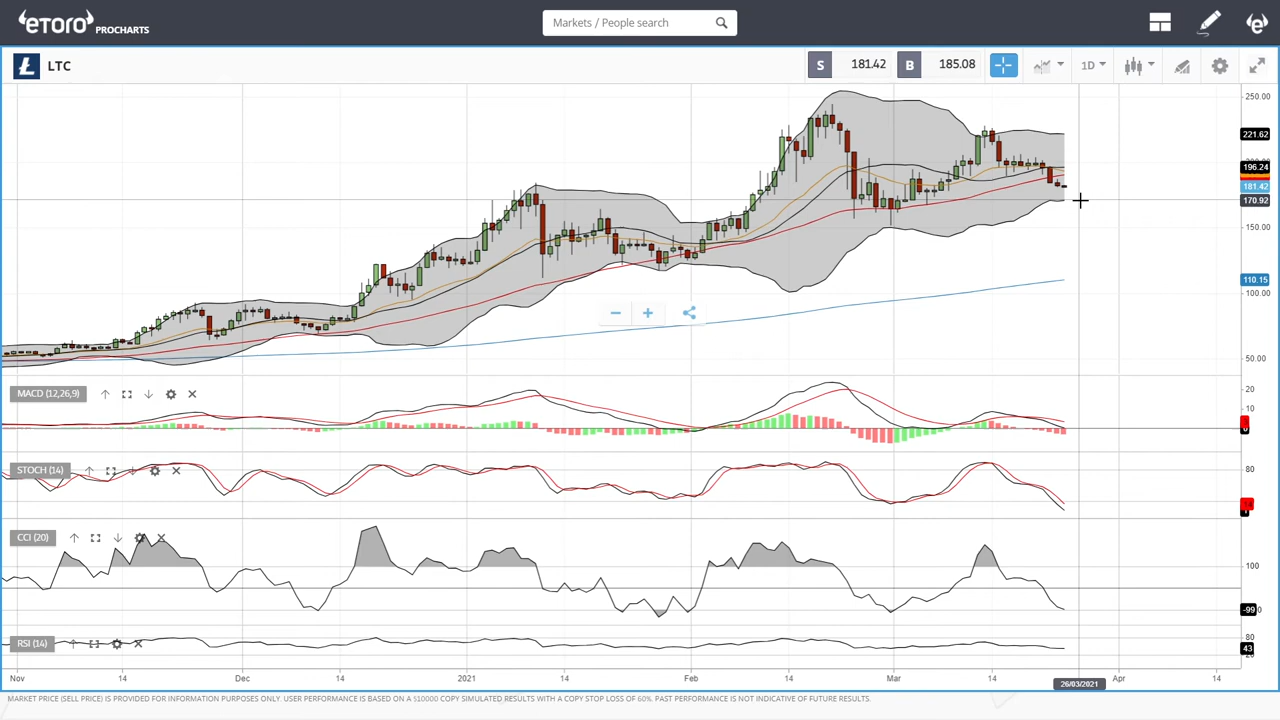 eTORO PROCHARTS
Markets / People search
LTC
S 181.42 B 185.08
1D
250.00
221.62
196.24
181.42
170.92
150.00
110.15
100.00
50.00
MACD (12,26,9)
20
10
STOCH (14)
80
CCI (20)
100
-99
RSI (14)
80
43
Nov 14 Dec 14 2021 14 Feb 14 Mar 14 26/03/2021 Apr 14
MARKET PRICE (SELL PRICE) IS PROVIDED FOR INFORMATION PURPOSES ONLY. USER PERFORMANCE IS BASED ON A $10000 COPY SIMULATED RESULTS WITH A COPY STOP LOSS OF 60%. PAST PERFORMANCE IS NOT INDICATIVE OF FUTURE RESULTS.